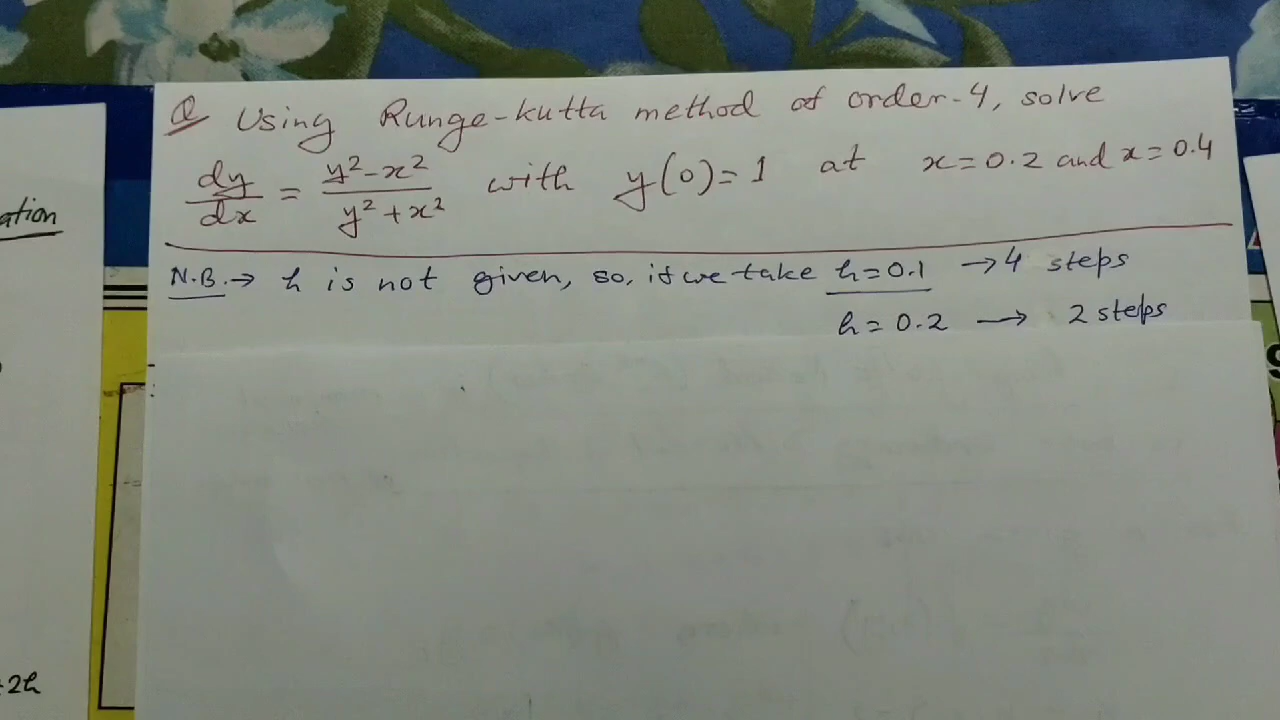 ation
Q Using Runge-kutta method of order-4, solve
dy/dx = y²-x²/y²+x² with y(0)=1 at x=0.2 and x=0.4
N.B.→ h is not given, so, if we take h=0.1 → 4 steps
h=0.2 → 2 steps
+2h